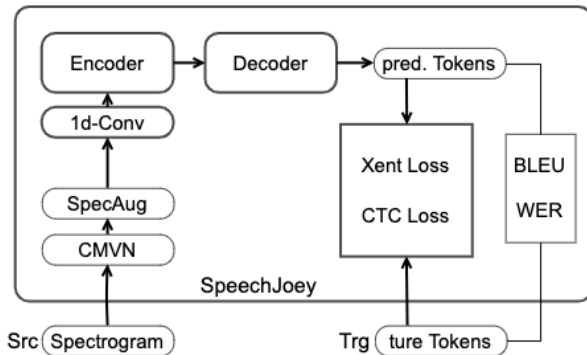 Encoder
Decoder
pred. Tokens
1d-Conv
Xent Loss
BLEU
SpecAug
CTC Loss
WER
CMVN
SpeechJoey
Src Spectrogram
Trg ture Tokens